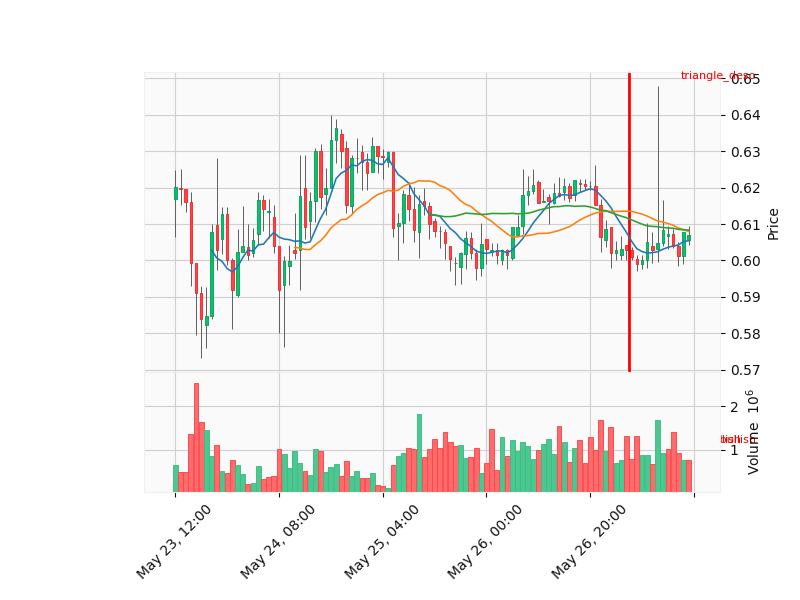 triangle_desc
0.65
0.64
0.63
0.62
0.61
0.60
0.59
0.58
0.57
Price
2
1
Volume 10^6
May 23, 12:00
May 24, 08:00
May 25, 04:00
May 26, 00:00
May 26, 20:00